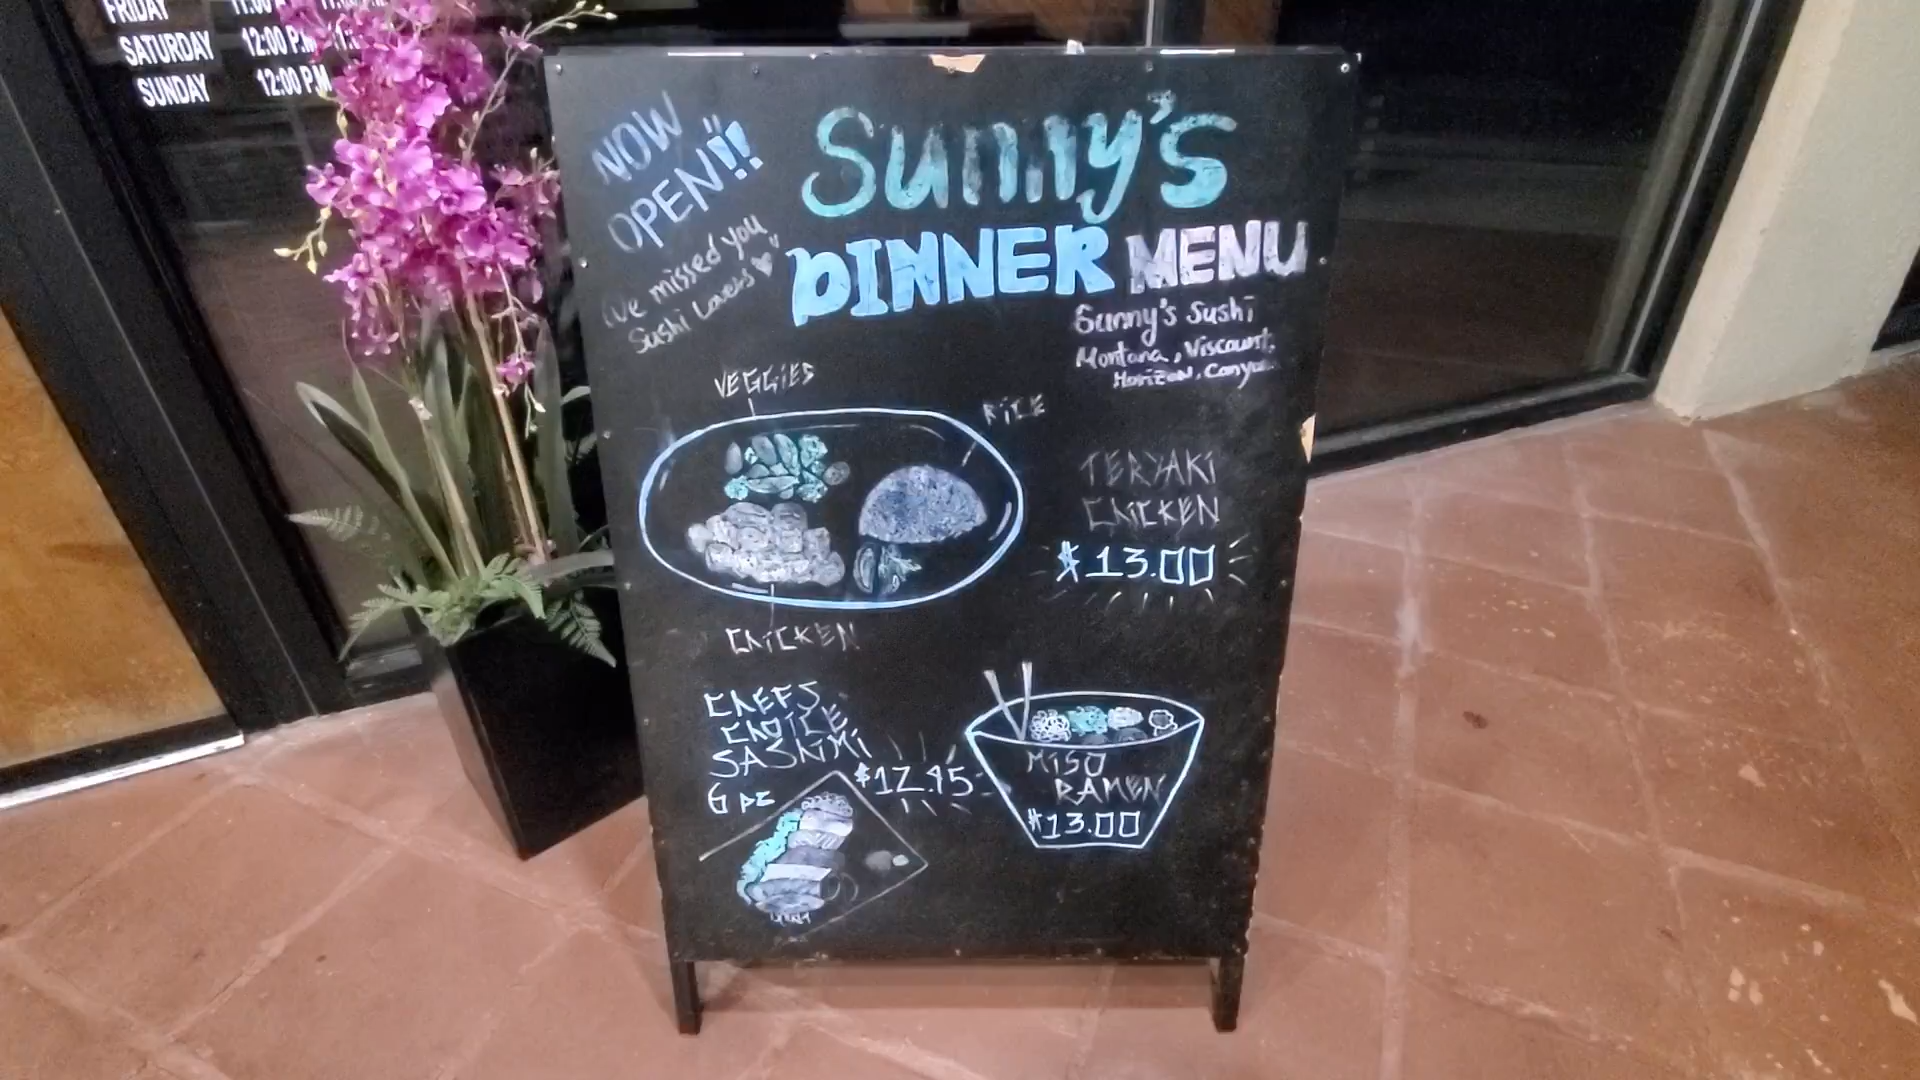 FRIDAY
SATURDAY 12:00 P.M
SUNDAY 12:00 P.M
NOW
OPEN!!
We missed you
Sushi Lovers
Sunny's
DINNER MENU
Sunny's Sushi
Montana, Viscount,
Horizon, Canyon
VEGGIES
RiCE
TERYAKi
CHiCKEN
$13.00
CHiCKEN
CHEFS
CHOiCE
SASHiMi
6 pc
$12.95
MiSO
RAMEN
$13.00